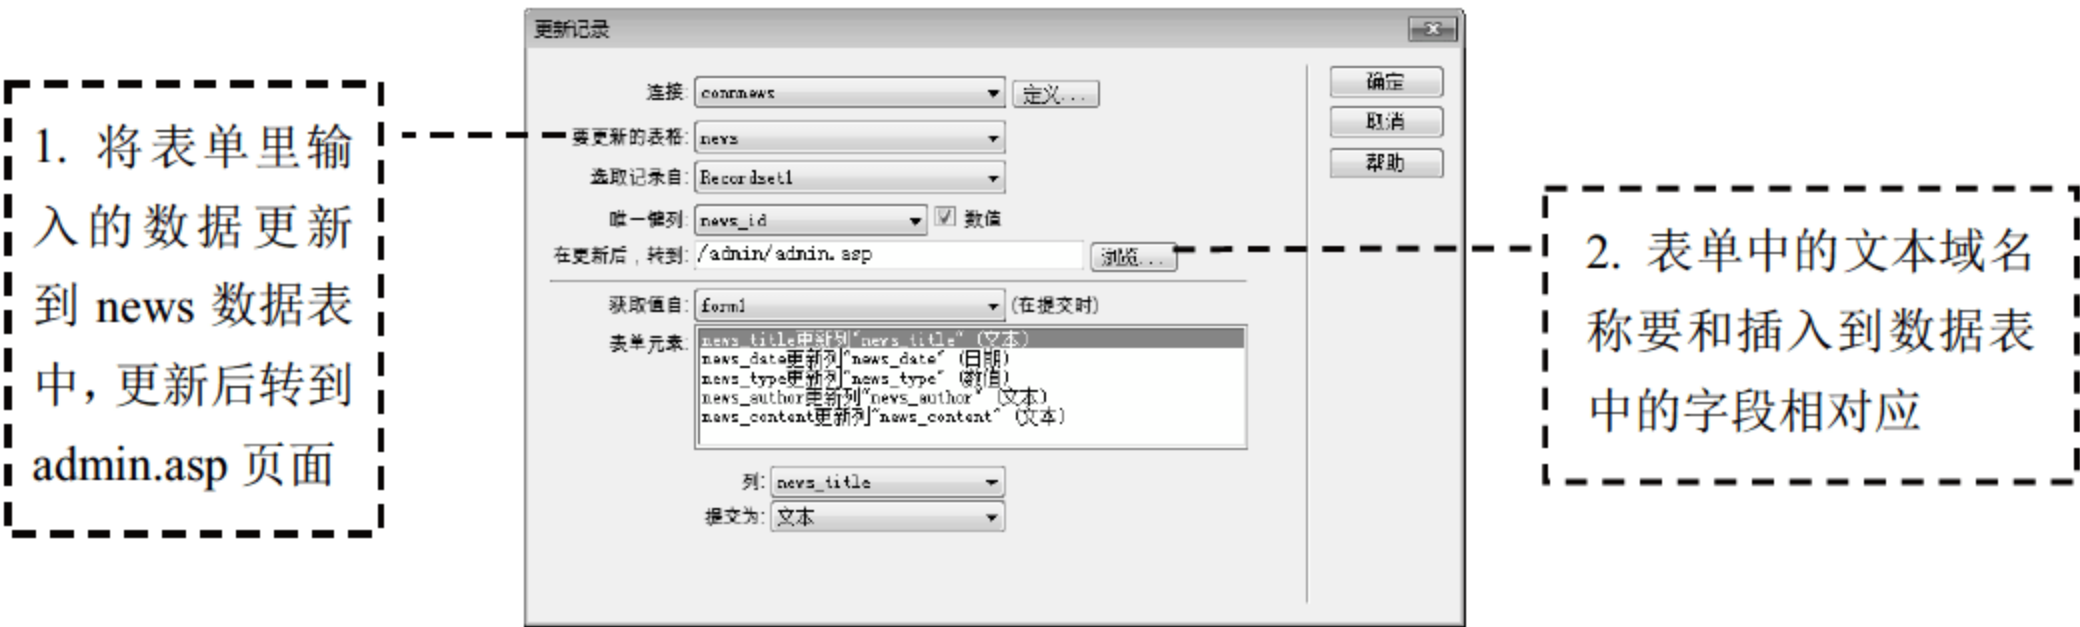 更新记录
1. 将表单里输
入的数据更新
到 news 数据表
中，更新后转到
admin.asp 页面
连接: connnews 定义...
要更新的表格: news
选取记录自: Recordset1
唯一键列: news_id 数值
在更新后，转到: /admin/admin.asp 浏览...
获取值自: form1 (在提交时)
表单元素: news_title更新列"news_title" (文本)
news_date更新列"news_date" (日期)
news_type更新列"news_type" (数值)
news_author更新列"news_author" (文本)
news_content更新列"news_content" (文本)
列: news_title
提交为: 文本
确定
取消
帮助
2. 表单中的文本域名
称要和插入到数据表
中的字段相对应